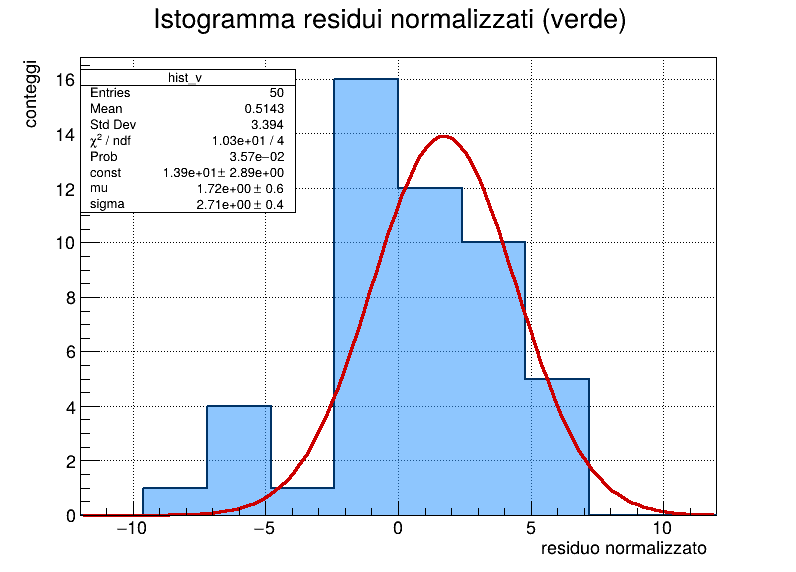 Istogramma residui normalizzati (verde)
conteggi
hist_v
Entries 50
Mean 0.5143
Std Dev 3.394
χ² / ndf 1.03e+01 / 4
Prob 3.57e−02
const 1.39e+01± 2.89e+00
mu 1.72e+00 ± 0.6
sigma 2.71e+00 ± 0.4
16
14
12
10
8
6
4
2
0
−10 −5 0 5 10
residuo normalizzato